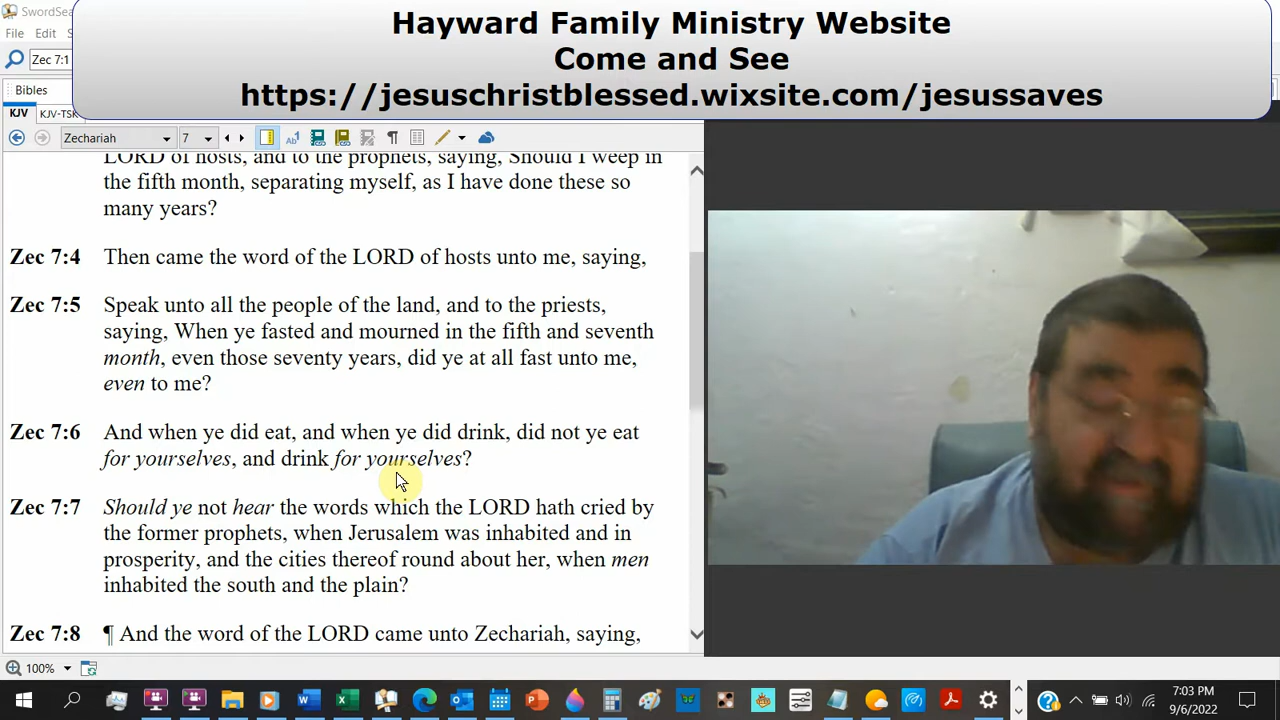 Hayward Family Ministry Website
Come and See
https://jesuschristblessed.wixsite.com/jesussaves
SwordSea
File Edit S
Zec 7:1
Bibles
KJV KJV-TSK
Zechariah 7
LORD of hosts, and to the prophets, saying, Should I weep in
the fifth month, separating myself, as I have done these so
many years?
Zec 7:4 Then came the word of the LORD of hosts unto me, saying,
Zec 7:5 Speak unto all the people of the land, and to the priests,
saying, When ye fasted and mourned in the fifth and seventh
month, even those seventy years, did ye at all fast unto me,
even to me?
Zec 7:6 And when ye did eat, and when ye did drink, did not ye eat
for yourselves, and drink for yourselves?
Zec 7:7 Should ye not hear the words which the LORD hath cried by
the former prophets, when Jerusalem was inhabited and in
prosperity, and the cities thereof round about her, when men
inhabited the south and the plain?
Zec 7:8 ¶ And the word of the LORD came unto Zechariah, saying,
100%
7:03 PM
9/6/2022